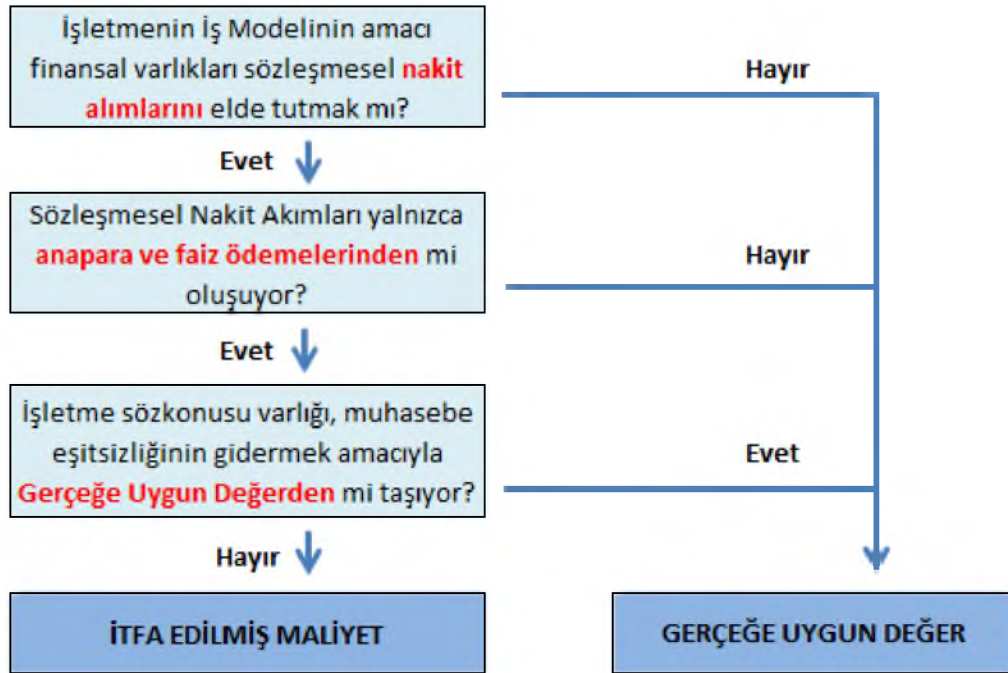 İşletmenin İş Modelinin amacı
finansal varlıkları sözleşmesel nakit
alımlarını elde tutmak mı?
Hayır
Evet
Sözleşmesel Nakit Akımları yalnızca
anapara ve faiz ödemelerinden mi
oluşuyor?
Hayır
Evet
İşletme sözkonusu varlığı, muhasebe
eşitsizliğinin gidermek amacıyla
Gerçeğe Uygun Değerden mi taşıyor?
Evet
Hayır
İTFA EDİLMİŞ MALİYET
GERÇEĞE UYGUN DEĞER